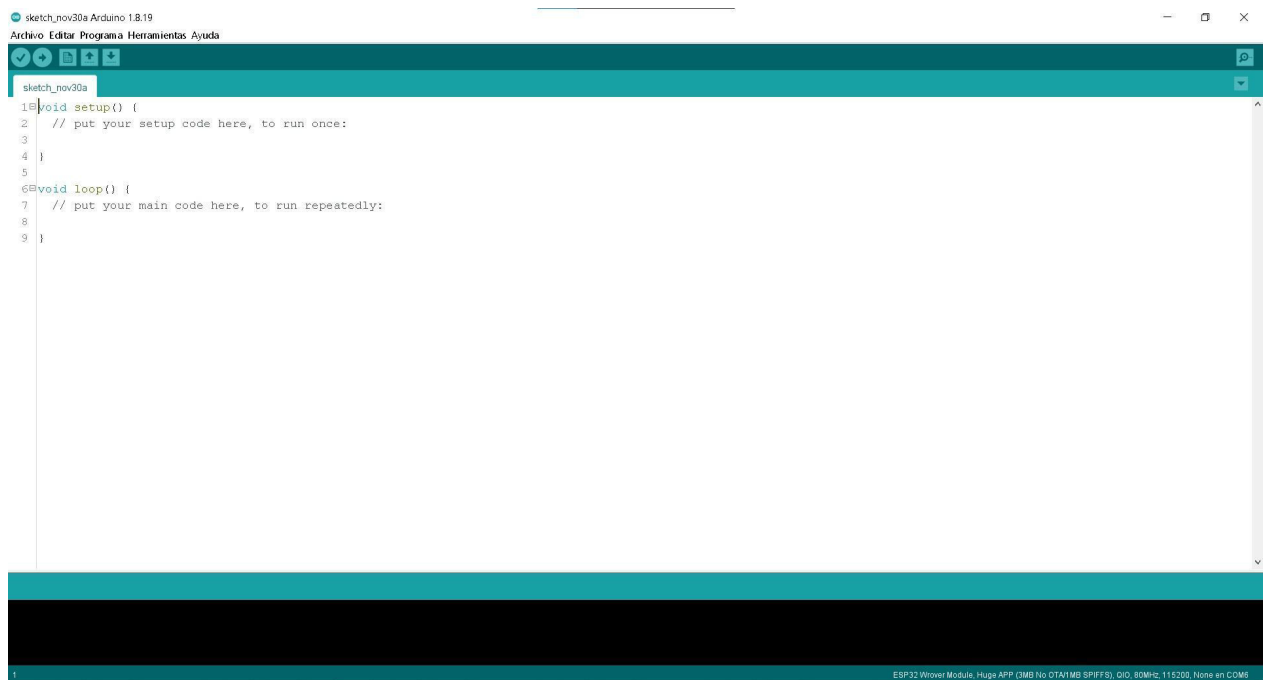 sketch_nov30a Arduino 1.8.19
Archivo Editar Programa Herramientas Ayuda
sketch_nov30a
1 void setup() {
2 // put your setup code here, to run once:
3
4 }
5
6 void loop() {
7 // put your main code here, to run repeatedly:
8
9 }
1 ESP32 Wrover Module, Huge APP (3MB No OTA/1MB SPIFFS), QIO, 80MHz, 115200, None en COM6